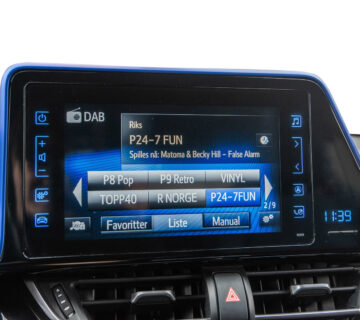 DAB
Riks
P24-7 FUN
Spilles nå: Matoma & Becky Hill - False Alarm
P8 Pop P9 Retro VINYL
TOPP40 R NORGE P24-7FUN
2/9
Favoritter Liste Manual
11:39